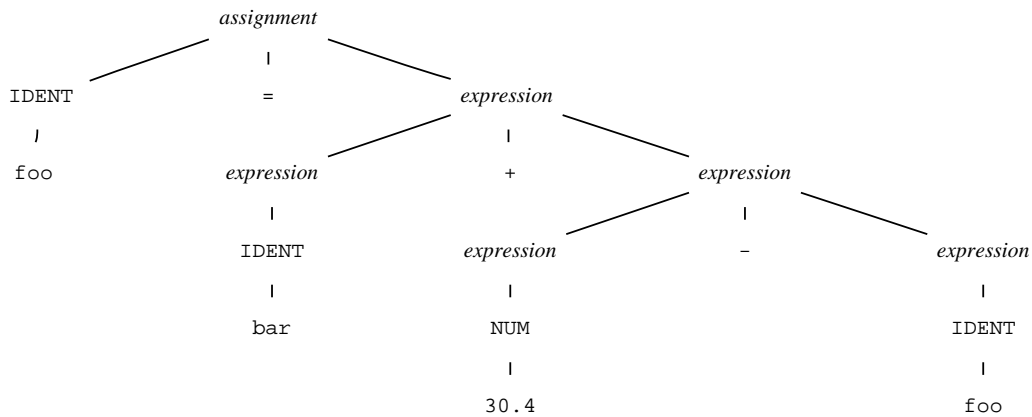 assignment
IDENT = expression
foo expression + expression
IDENT expression - expression
bar NUM IDENT
30.4 foo